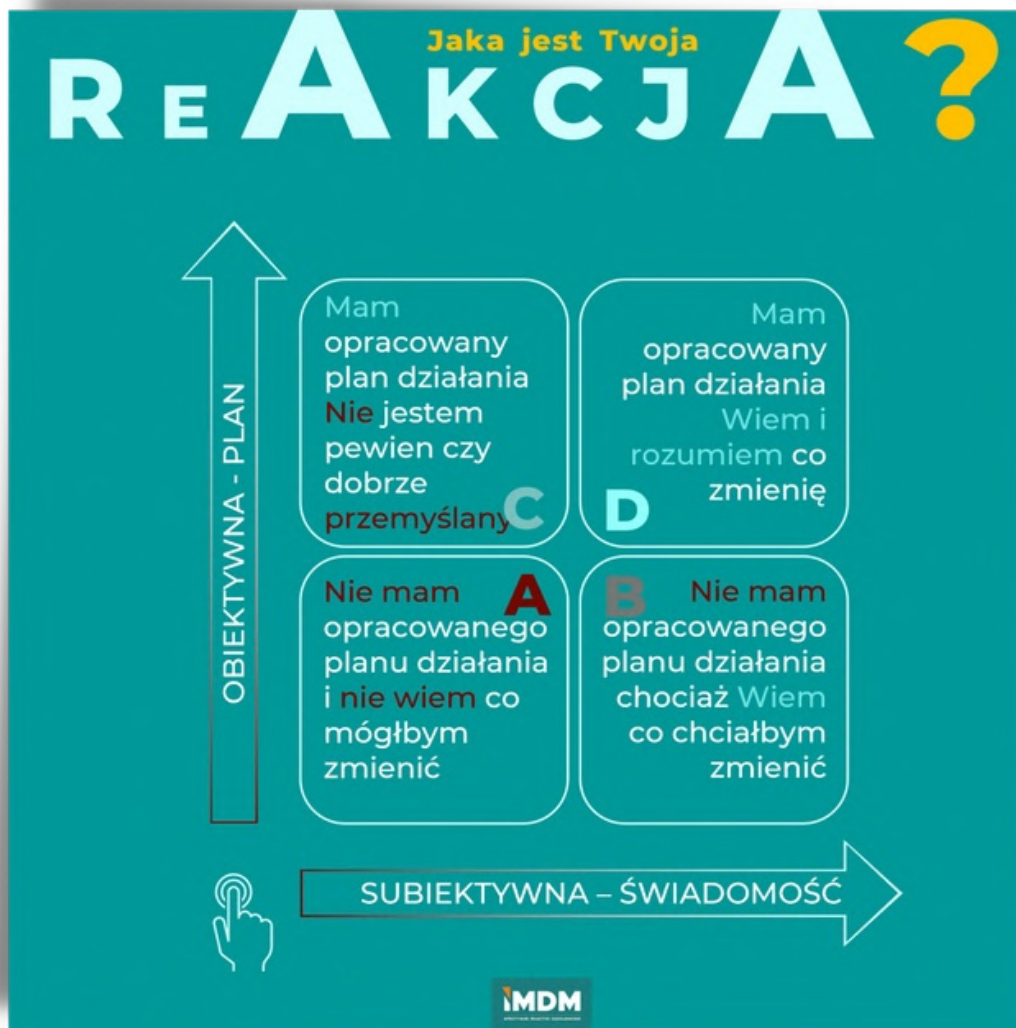 Jaka jest Twoja
ReAKCJA?
OBIEKTYWNA - PLAN
Mam
opracowany
plan działania
Nie jestem
pewien czy
dobrze
przemyślany
C
Mam
opracowany
plan działania
Wiem i
rozumiem co
zmienię
D
Nie mam
opracowanego
planu działania
i nie wiem co
mógłbym
zmienić
A
B
Nie mam
opracowanego
planu działania
chociaż Wiem
co chciałbym
zmienić
SUBIEKTYWNA – ŚWIADOMOŚĆ
iMDM